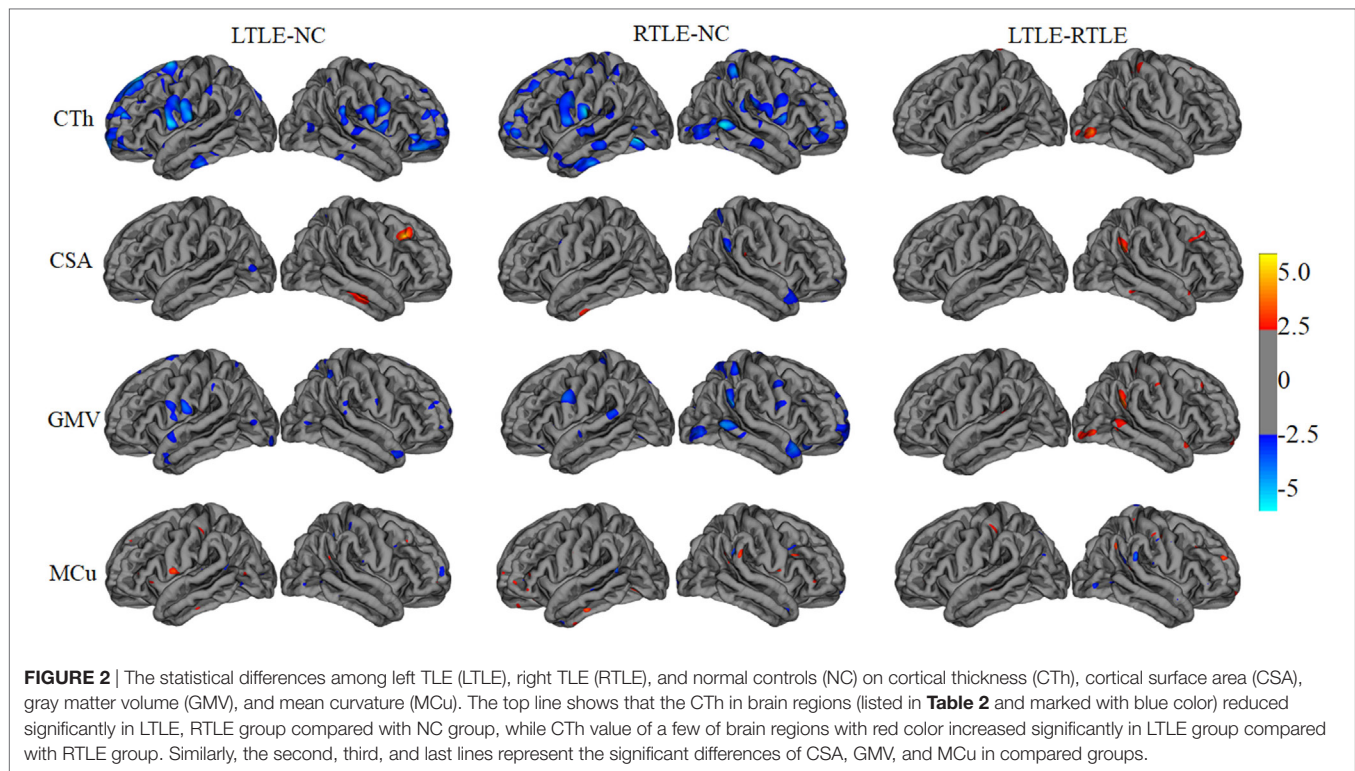 LTLE-NC RTLE-NC LTLE-RTLE
CTh
CSA
GMV
MCu
5.0
2.5
0
-2.5
-5
FIGURE 2 | The statistical differences among left TLE (LTLE), right TLE (RTLE), and normal controls (NC) on cortical thickness (CTh), cortical surface area (CSA),
gray matter volume (GMV), and mean curvature (MCu). The top line shows that the CTh in brain regions (listed in Table 2 and marked with blue color) reduced
significantly in LTLE, RTLE group compared with NC group, while CTh value of a few of brain regions with red color increased significantly in LTLE group compared
with RTLE group. Similarly, the second, third, and last lines represent the significant differences of CSA, GMV, and MCu in compared groups.